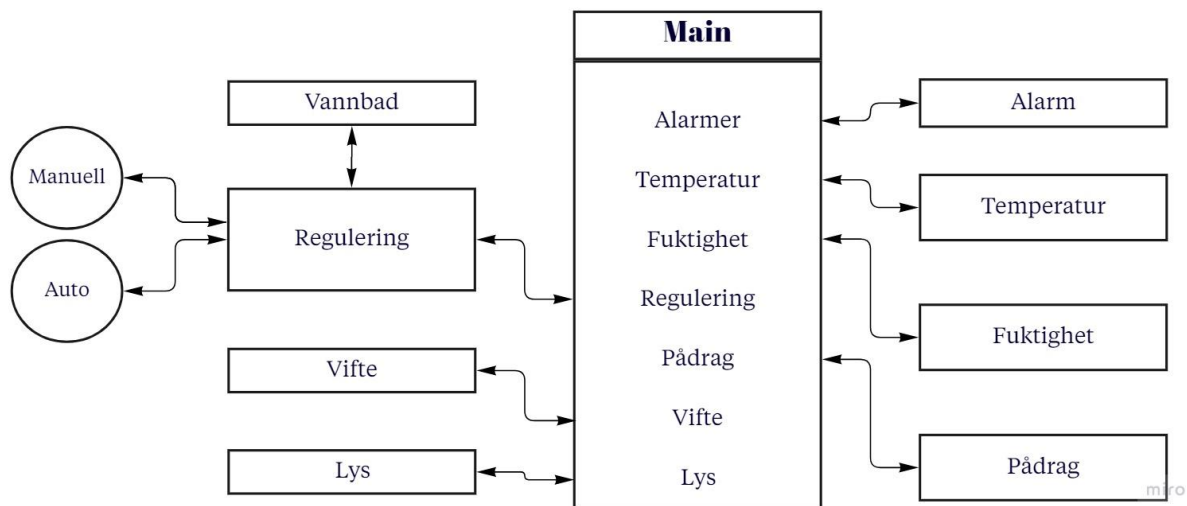 Main
Alarmer
Temperatur
Fuktighet
Regulering
Pådrag
Vifte
Lys
Vannbad
Manuell
Regulering
Auto
Vifte
Lys
Alarm
Temperatur
Fuktighet
Pådrag
miro